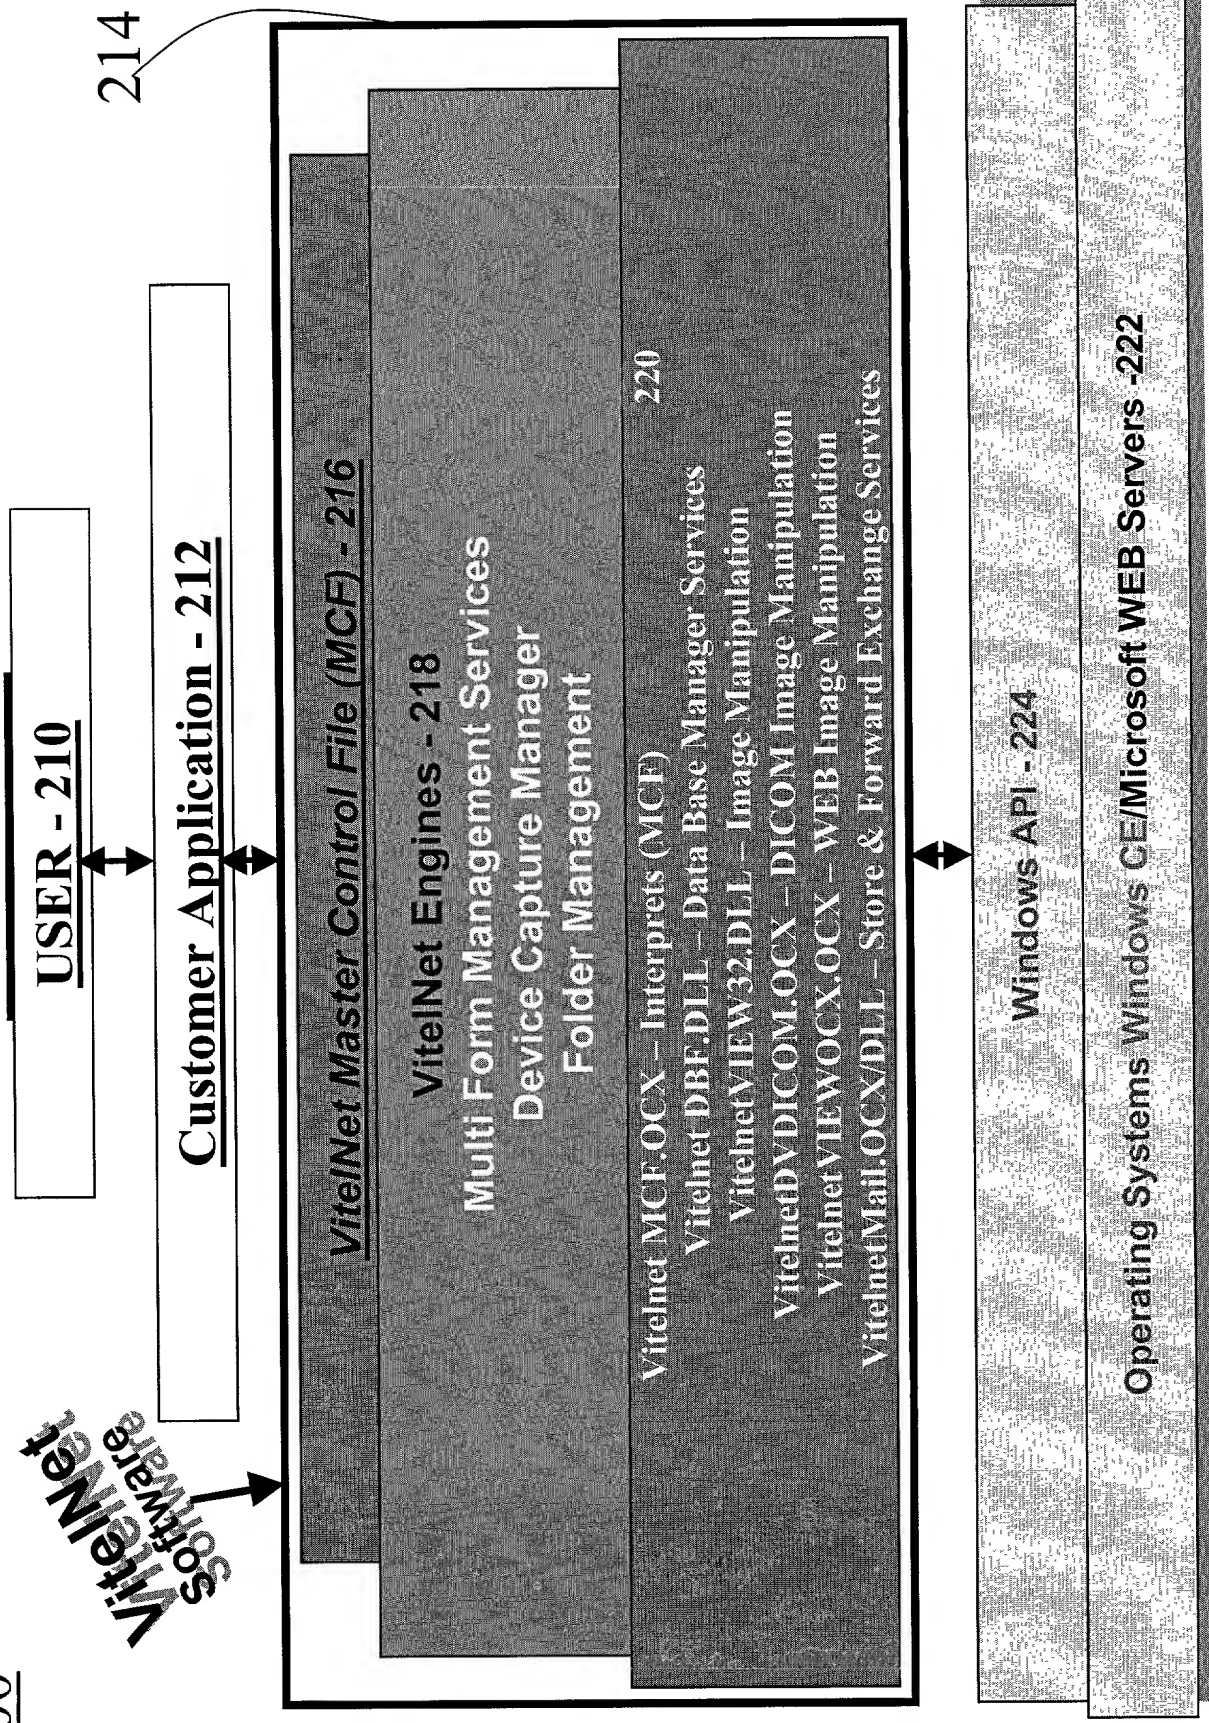 214
USER - 210
Customer Application - 212
VitelNet
Software
VitelNet Master Control File (MCF) - 216
VitelNet Engines - 218
Multi Form Management Services
Device Capture Manager
Folder Management
220
Vitelnet MCF.OCX – Interprets (MCF)
Vitelnet DBF.DLL – Data Base Manager Services
VitelnetVIEW32.DLL – Image Manipulation
VitelnetDVDICOM.OCX – DICOM Image Manipulation
VitelnetVIEWOCX.OCX – WEB Image Manipulation
VitelnetMail.OCX/DLL – Store & Forward Exchange Services
Windows API - 224
Operating Systems Windows CE/Microsoft WEB Servers -222